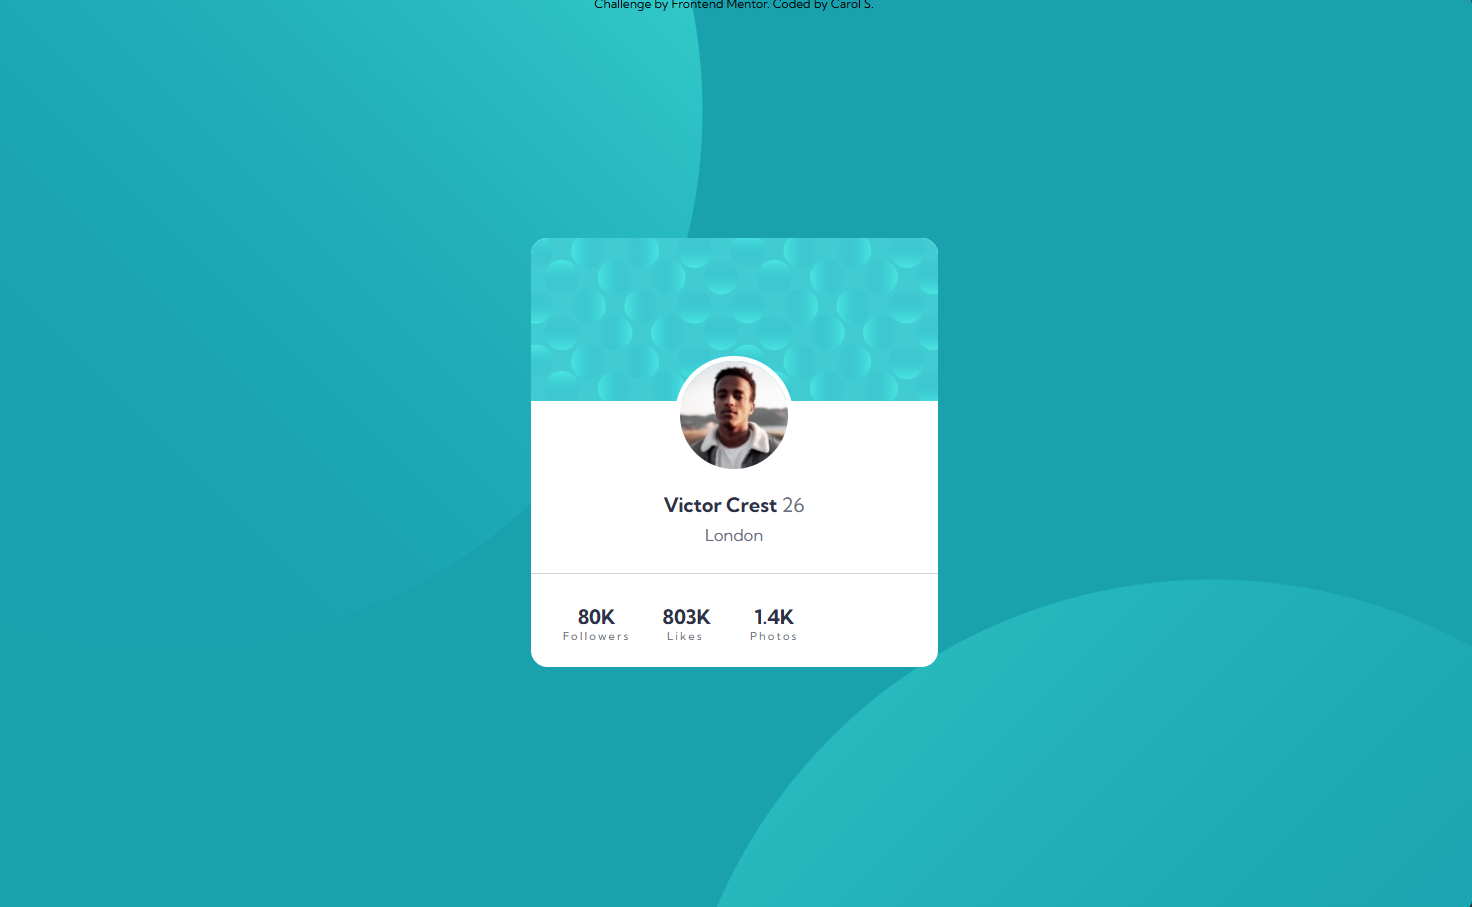 Challenge by Frontend Mentor. Coded by Carol S.
Victor Crest 26
London
80K 803K 1.4K
Followers Likes Photos